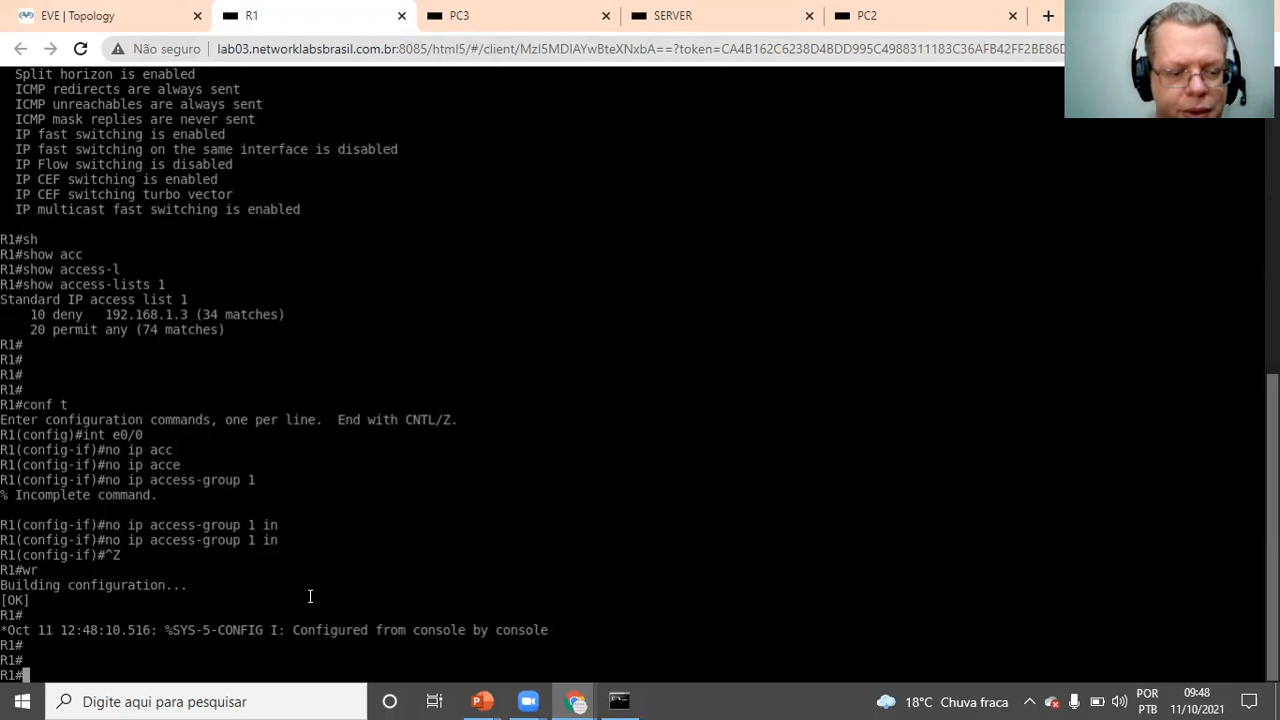 EVE | Topology
R1
PC3
SERVER
PC2
Não seguro
lab03.networklabsbrasil.com.br:8085/html5/#/client/MzI5MDIAYwBteXNxbA==?token=CA4B162C6238D4BDD995C4988311183C36AFB42FF2BE86D
Split horizon is enabled
ICMP redirects are always sent
ICMP unreachables are always sent
ICMP mask replies are never sent
IP fast switching is enabled
IP fast switching on the same interface is disabled
IP Flow switching is disabled
IP CEF switching is enabled
IP CEF switching turbo vector
IP multicast fast switching is enabled
R1#sh
R1#show acc
R1#show access-l
R1#show access-lists 1
Standard IP access list 1
10 deny   192.168.1.3 (34 matches)
20 permit any (74 matches)
R1#
R1#
R1#
R1#
R1#conf t
Enter configuration commands, one per line.  End with CNTL/Z.
R1(config)#int e0/0
R1(config-if)#no ip acc
R1(config-if)#no ip acce
R1(config-if)#no ip access-group 1
% Incomplete command.
R1(config-if)#no ip access-group 1 in
R1(config-if)#no ip access-group 1 in
R1(config-if)#^Z
R1#wr
Building configuration...
[OK]
R1#
*Oct 11 12:48:10.516: %SYS-5-CONFIG I: Configured from console by console
R1#
R1#
R1#
Digite aqui para pesquisar
18°C Chuva fraca
POR
PTB
09:48
11/10/2021